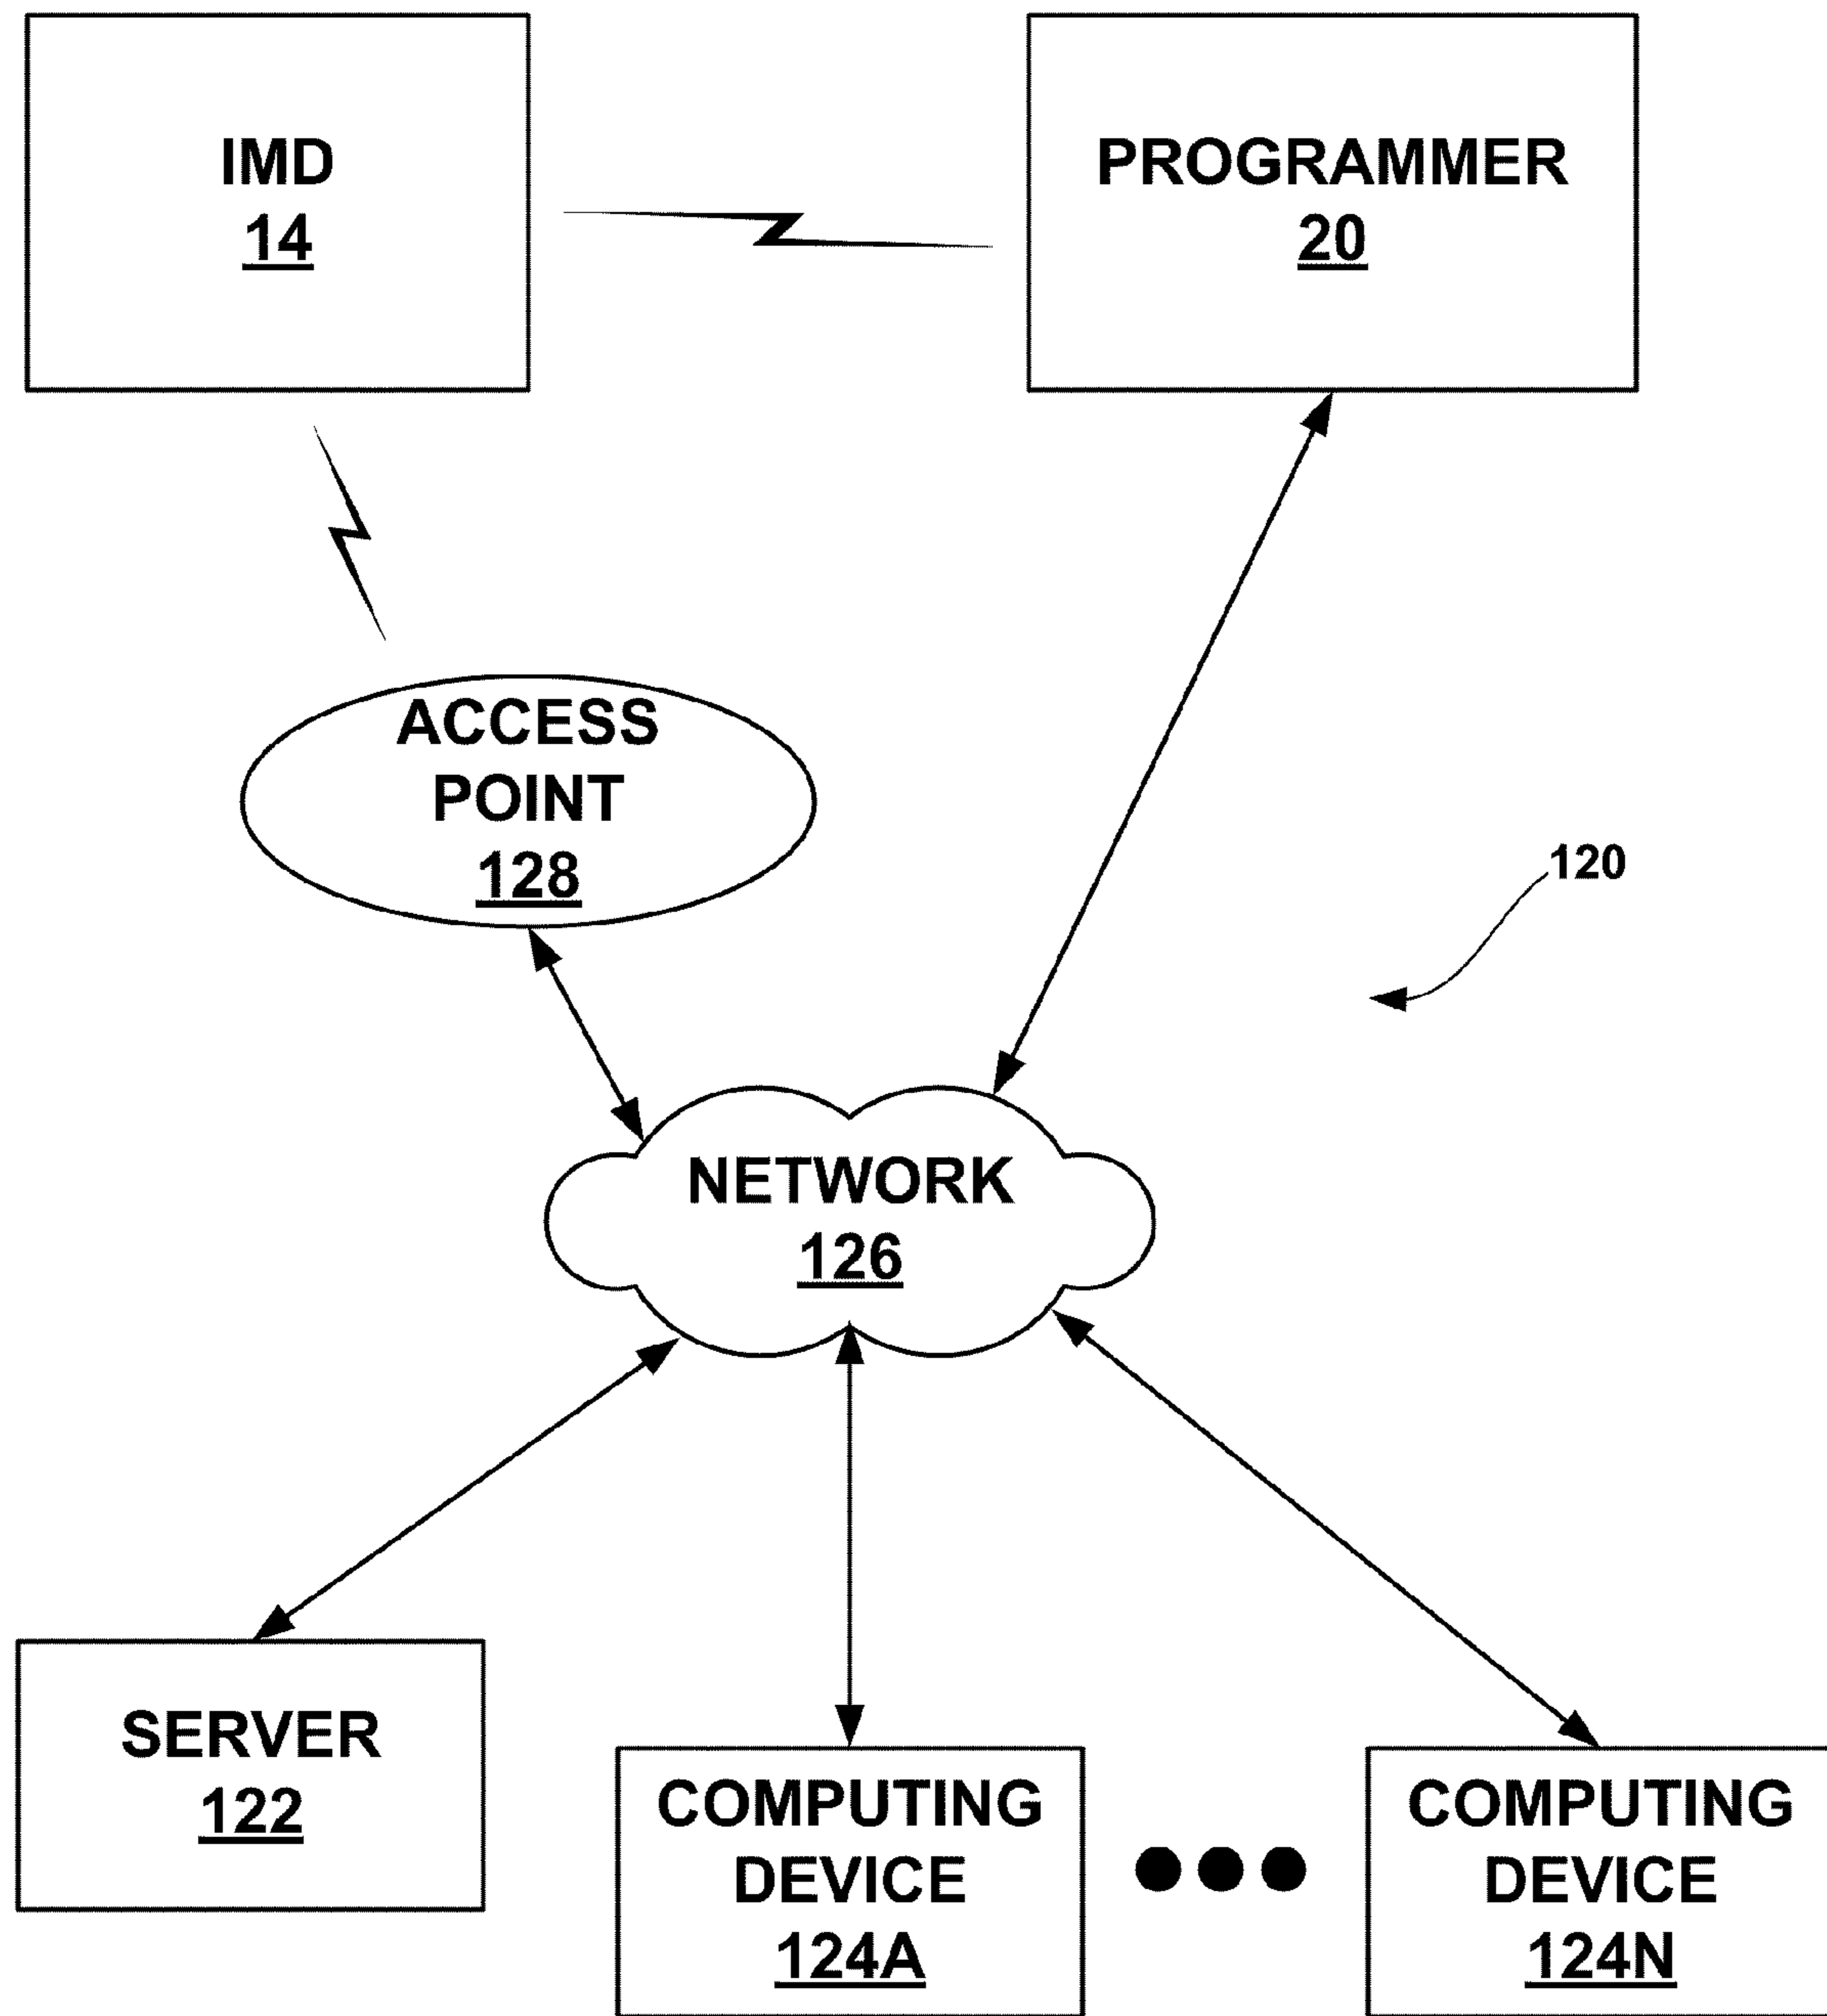 IMD
14
PROGRAMMER
20
ACCESS
POINT
128
120
NETWORK
126
SERVER
122
COMPUTING
DEVICE
124A
COMPUTING
DEVICE
124N